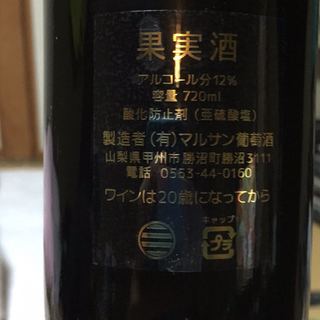 果実酒
アルコール分12%
容量 720ml
酸化防止剤（亜硫酸塩）
製造者（有）マルサン葡萄酒
山梨県甲州市勝沼町勝沼3111
電話 0553-44-0160
ワインは20歳になってから
キャップ
プラ